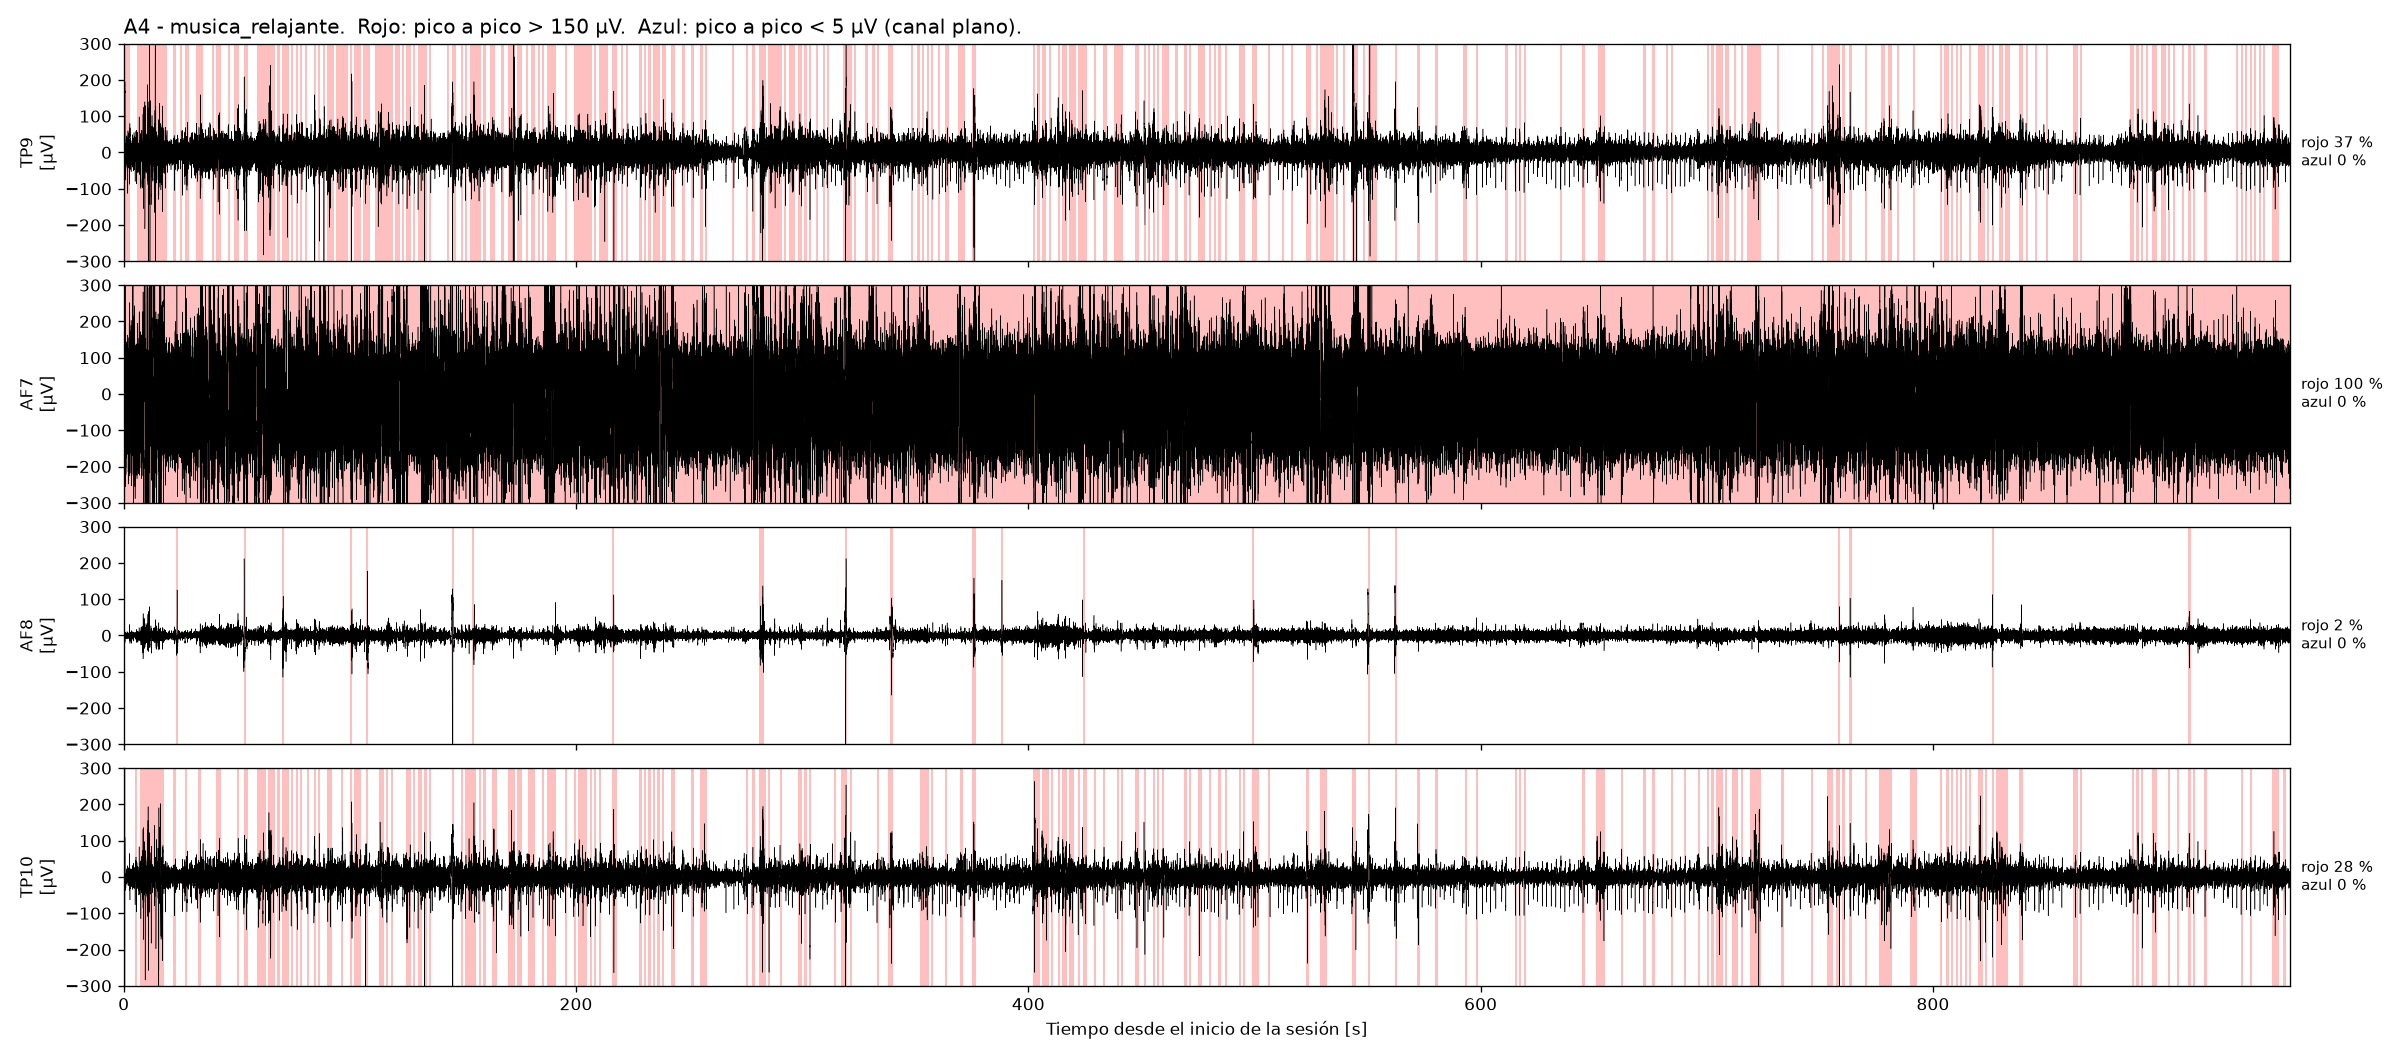 A4 - musica_relajante.  Rojo: pico a pico > 150 µV.  Azul: pico a pico < 5 µV (canal plano).
300
200
100
0
−100
−200
−300
TP9
[µV]
rojo 37 %
azul 0 %
300
200
100
0
−100
−200
−300
AF7
[µV]
rojo 100 %
azul 0 %
300
200
100
0
−100
−200
−300
AF8
[µV]
rojo 2 %
azul 0 %
300
200
100
0
−100
−200
−300
TP10
[µV]
rojo 28 %
azul 0 %
0 200 400 600 800
Tiempo desde el inicio de la sesión [s]